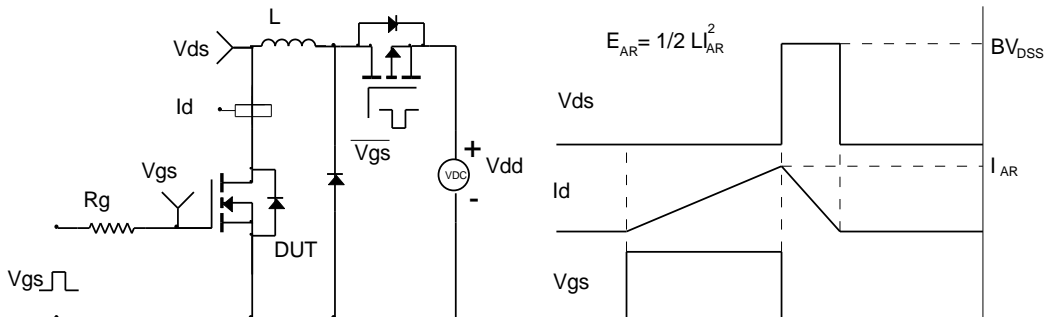 L
Vds
Id
Vgs
Vgs
+
VDC
Vdd
-
Rg
DUT
Vgs
E_AR= 1/2 LI_AR^2
BV_DSS
Vds
I_AR
Id
Vgs